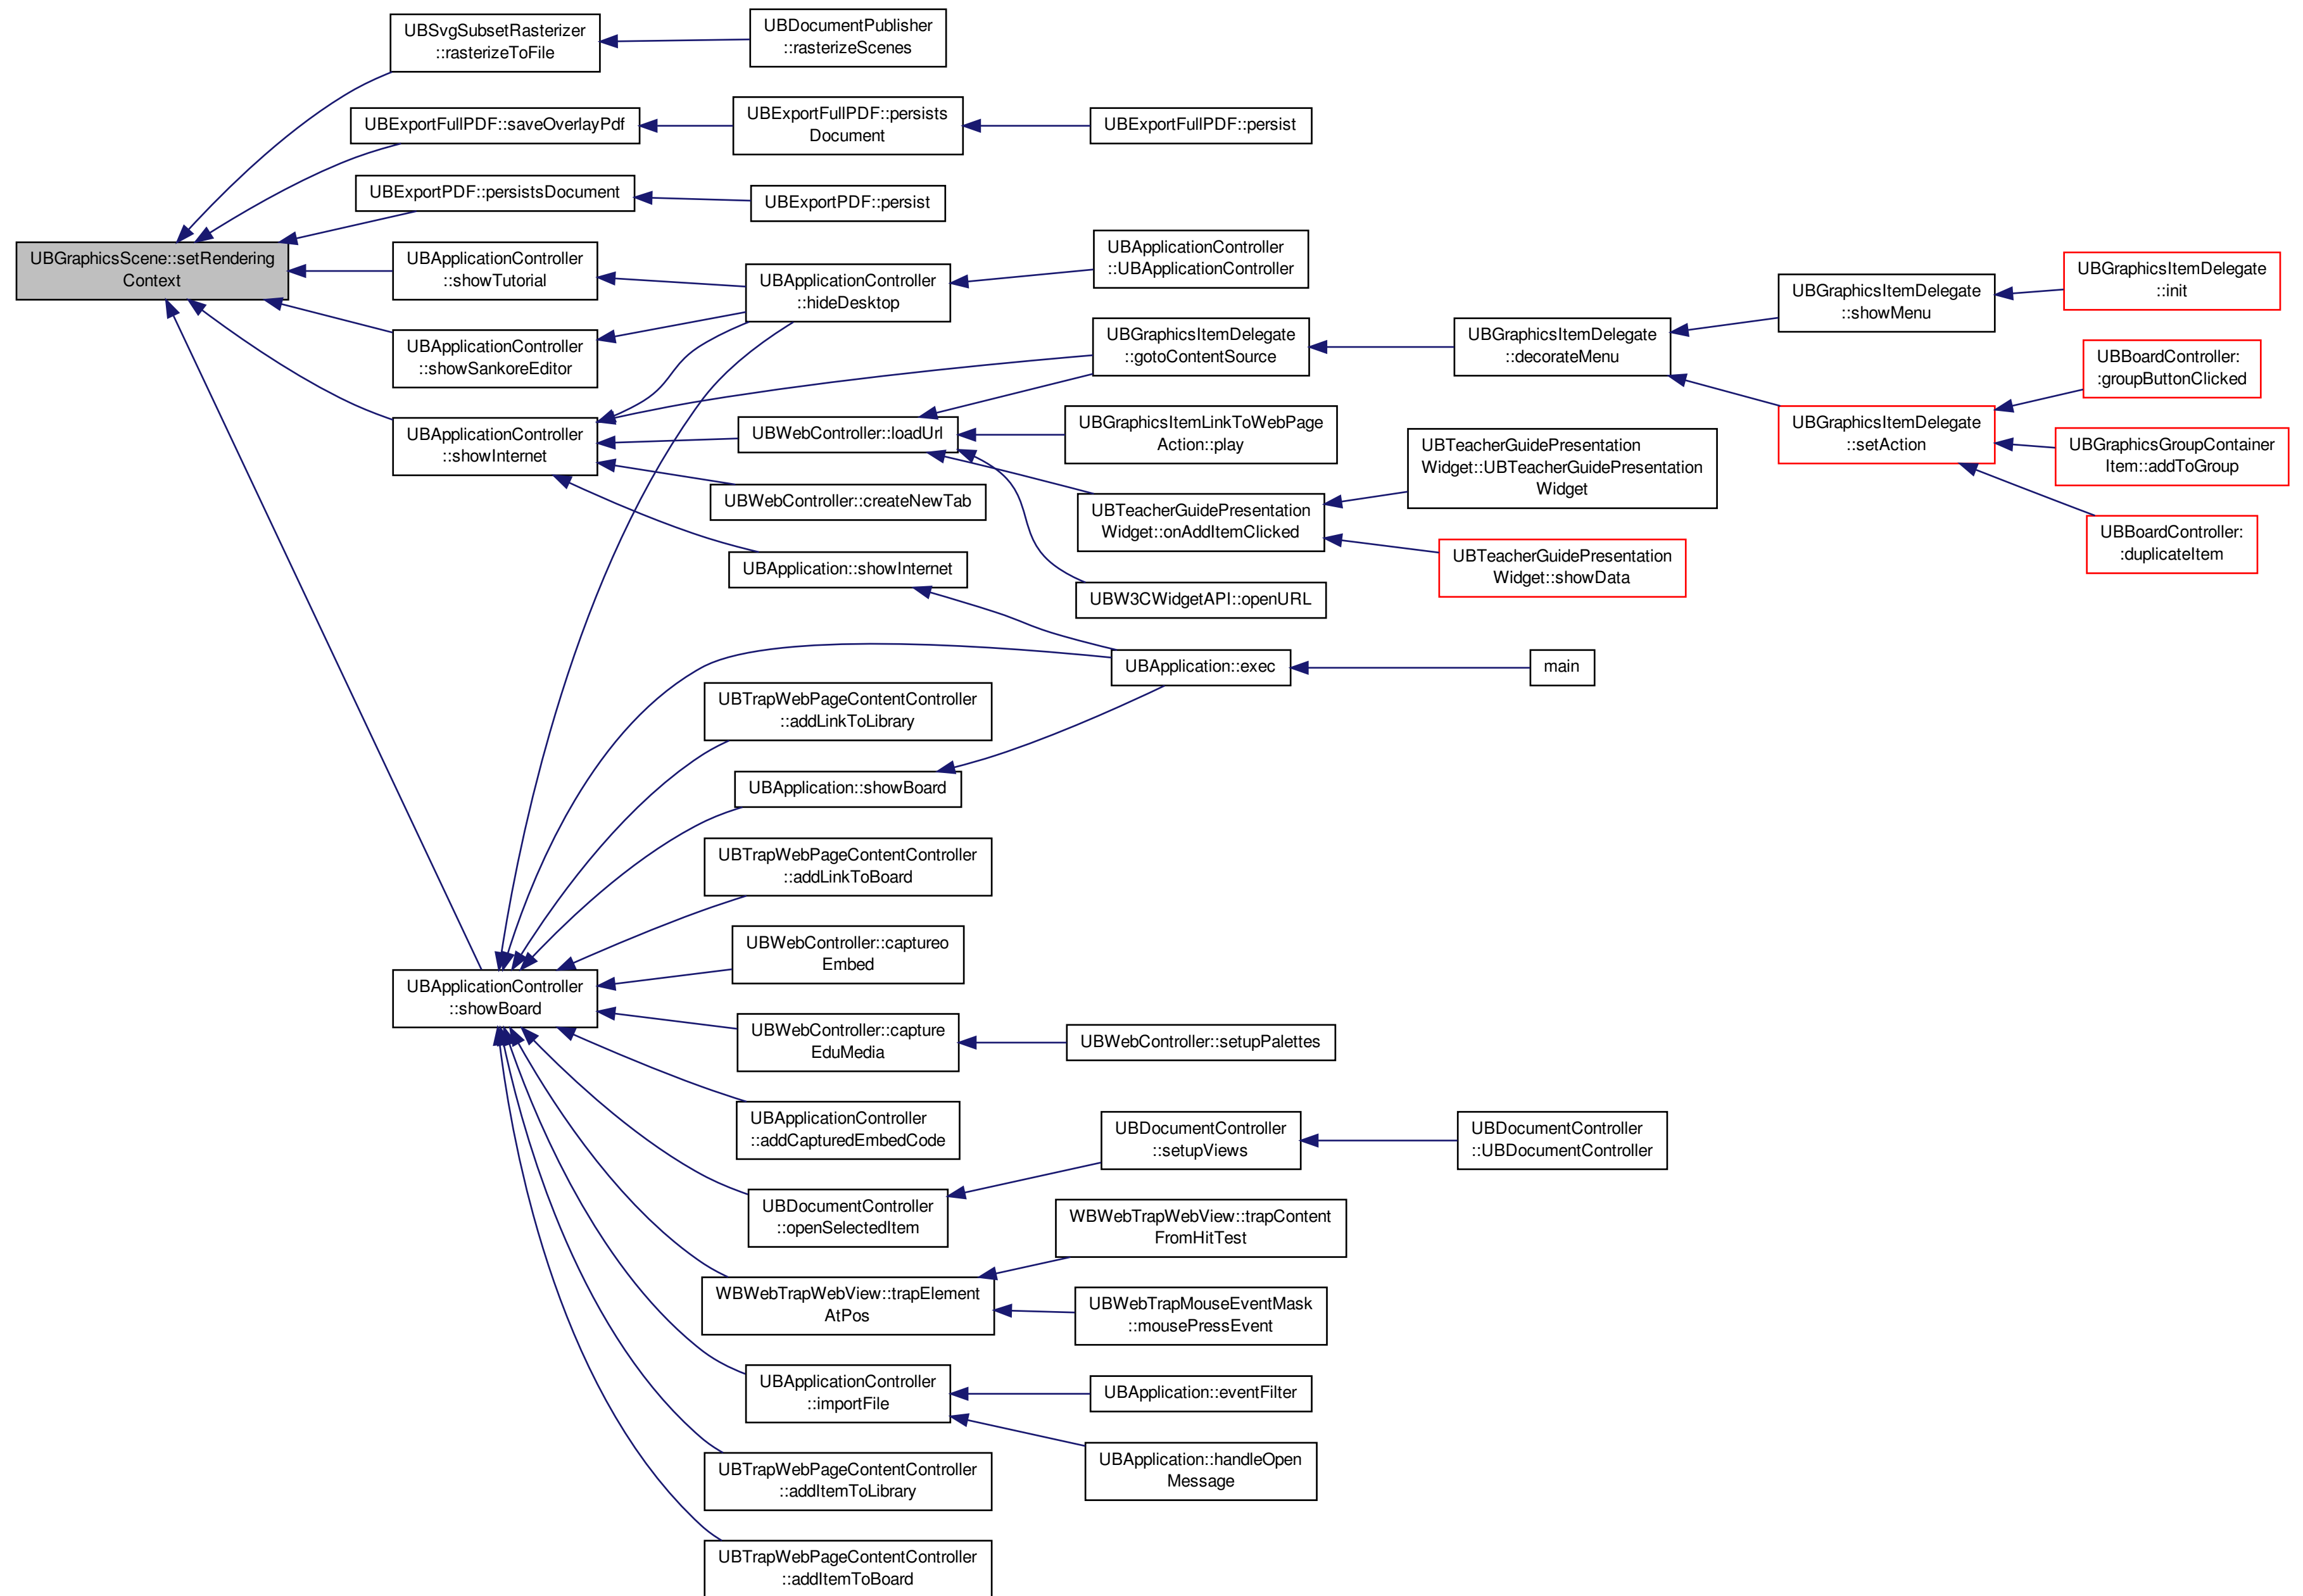 UBSvgSubsetRasterizer
::rasterizeToFile
UBDocumentPublisher
::rasterizeScenes
UBExportFullPDF::saveOverlayPdf
UBExportFullPDF::persists
Document
UBExportFullPDF::persist
UBExportPDF::persistsDocument
UBExportPDF::persist
UBGraphicsScene::setRendering
Context
UBApplicationController
::showTutorial
UBApplicationController
::hideDesktop
UBApplicationController
::UBApplicationController
UBApplicationController
::showSankoreEditor
UBGraphicsItemDelegate
::gotoContentSource
UBGraphicsItemDelegate
::decorateMenu
UBGraphicsItemDelegate
::showMenu
UBGraphicsItemDelegate
::init
UBGraphicsItemDelegate
::setAction
UBBoardController:
:groupButtonClicked
UBGraphicsGroupContainer
Item::addToGroup
UBBoardController:
:duplicateItem
UBApplicationController
::showInternet
UBWebController::loadUrl
UBGraphicsItemLinkToWebPage
Action::play
UBWebController::createNewTab
UBTeacherGuidePresentation
Widget::onAddItemClicked
UBTeacherGuidePresentation
Widget::UBTeacherGuidePresentation
Widget
UBTeacherGuidePresentation
Widget::showData
UBApplication::showInternet
UBW3CWidgetAPI::openURL
UBApplication::exec
main
UBTrapWebPageContentController
::addLinkToLibrary
UBApplication::showBoard
UBTrapWebPageContentController
::addLinkToBoard
UBWebController::captureo
Embed
UBApplicationController
::showBoard
UBWebController::capture
EduMedia
UBWebController::setupPalettes
UBApplicationController
::addCapturedEmbedCode
UBDocumentController
::openSelectedItem
UBDocumentController
::setupViews
UBDocumentController
::UBDocumentController
WBWebTrapWebView::trapElement
AtPos
WBWebTrapWebView::trapContent
FromHitTest
UBWebTrapMouseEventMask
::mousePressEvent
UBApplicationController
::importFile
UBApplication::eventFilter
UBApplication::handleOpen
Message
UBTrapWebPageContentController
::addItemToLibrary
UBTrapWebPageContentController
::addItemToBoard